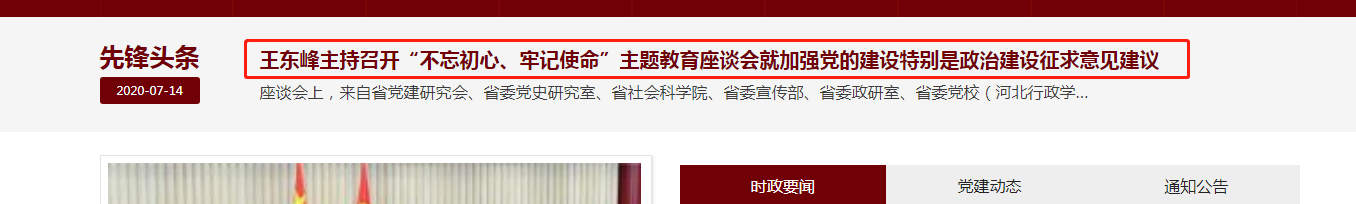 先锋头条
2020-07-14
王东峰主持召开“不忘初心、牢记使命”主题教育座谈会就加强党的建设特别是政治建设征求意见建议
座谈会上，来自省党建研究会、省委党史研究室、省社会科学院、省委宣传部、省委政研室、省委党校（河北行政学...
时政要闻
党建动态
通知公告